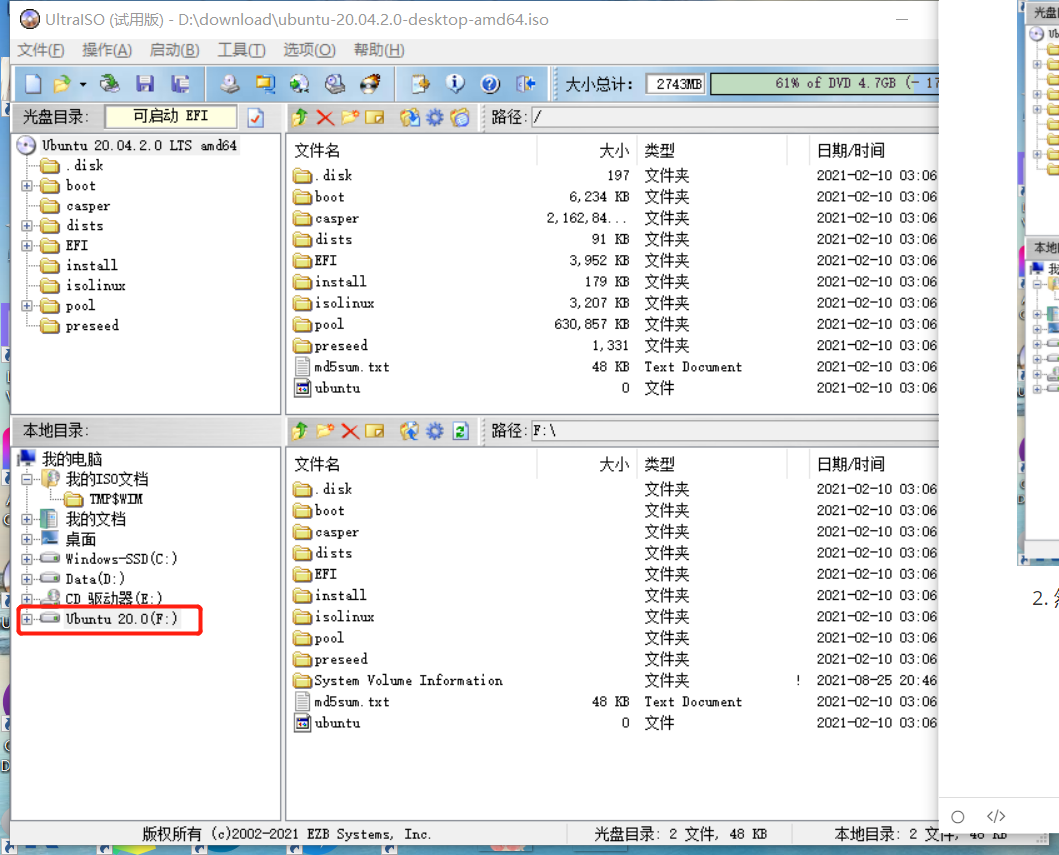 UltraISO (试用版) - D:\download\ubuntu-20.04.2.0-desktop-amd64.iso
文件(F) 操作(A) 启动(B) 工具(T) 选项(O) 帮助(H)
大小总计: 2743MB 61% of DVD 4.7GB (- 17
光盘目录: 可启动 EFI 路径: /
Ubuntu 20.04.2.0 LTS amd64
.disk
boot
casper
dists
EFI
install
isolinux
pool
preseed
文件名 大小 类型 日期/时间
.disk 197 文件夹 2021-02-10 03:06
boot 6,234 KB 文件夹 2021-02-10 03:06
casper 2,162,84... 文件夹 2021-02-10 03:06
dists 91 KB 文件夹 2021-02-10 03:06
EFI 3,952 KB 文件夹 2021-02-10 03:06
install 179 KB 文件夹 2021-02-10 03:06
isolinux 3,207 KB 文件夹 2021-02-10 03:06
pool 630,857 KB 文件夹 2021-02-10 03:06
preseed 1,331 文件夹 2021-02-10 03:06
md5sum.txt 48 KB Text Document 2021-02-10 03:06
ubuntu 0 文件 2021-02-10 03:06
本地目录: 路径: F:\
我的电脑
我的ISO文档
TMP$WIM
我的文档
桌面
Windows-SSD(C:)
Data(D:)
CD 驱动器(E:)
Ubuntu 20.0(F:)
文件名 大小 类型 日期/时间
.disk 文件夹 2021-02-10 03:06
boot 文件夹 2021-02-10 03:06
casper 文件夹 2021-02-10 03:06
dists 文件夹 2021-02-10 03:06
EFI 文件夹 2021-02-10 03:06
install 文件夹 2021-02-10 03:06
isolinux 文件夹 2021-02-10 03:06
pool 文件夹 2021-02-10 03:06
preseed 文件夹 2021-02-10 03:06
System Volume Information 文件夹 ! 2021-08-25 20:46
md5sum.txt 48 KB Text Document 2021-02-10 03:06
ubuntu 0 文件 2021-02-10 03:06
版权所有 (c)2002-2021 EZB Systems, Inc. 光盘目录: 2 文件, 48 KB 本地目录: 2 文件, 48 KB
光盘
本地
2.